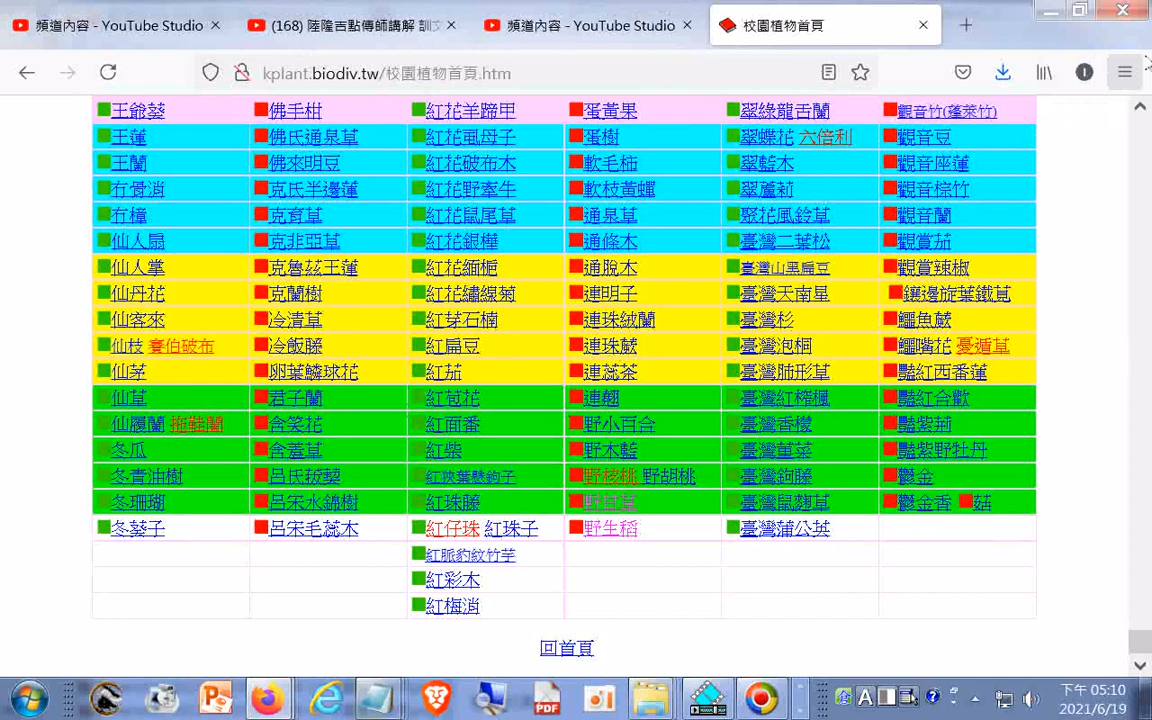 頻道內容 - YouTube Studio
(168) 陸隆吉點傳師講解 訓文
頻道內容 - YouTube Studio
校園植物首頁
kplant.biodiv.tw/校園植物首頁.htm
王爺葵 佛手柑 紅花羊蹄甲 蛋黃果 翠綠龍舌蘭 觀音竹(蓬萊竹)
王蓮 佛氏通泉草 紅花虱母子 蛋樹 翠蝶花 六倍利 觀音豆
王蘭 佛來明豆 紅花破布木 軟毛柿 翠藍木 觀音座蓮
冇骨消 克氏半邊蓮 紅花野牽牛 軟枝黃蟬 翠蘆莉 觀音棕竹
冇樟 克育草 紅花鼠尾草 通泉草 聚花風鈴草 觀音蘭
仙人扇 克非亞草 紅花銀樺 通條木 臺灣二葉松 觀賞茄
仙人掌 克魯茲王蓮 紅花緬梔 通脫木 臺灣山黑扁豆 觀賞辣椒
仙丹花 克蘭樹 紅花繡線菊 連明子 臺灣天南星 鑲邊旋葉鐵莧
仙客來 冷清草 紅芽石楠 連珠絨蘭 臺灣杉 鱷魚蕨
仙枝 賽伯破布 冷飯藤 紅扁豆 連珠蕨 臺灣泡桐 鱷嘴花 憂遁草
仙茅 卵葉鱗球花 紅茄 連蕊茶 臺灣肺形草 豔紅西番蓮
仙草 君子蘭 紅苞花 連翹 臺灣紅榨楓 豔紅合歡
仙履蘭 拖鞋蘭 含笑花 紅面番 野小百合 臺灣香檬 豔紫荊
冬瓜 含羞草 紅柴 野木藍 臺灣堇菜 豔紫野牡丹
冬青油樹 呂氏菝葜 紅狹葉懸鉤子 野核桃 野胡桃 臺灣鉤藤 鬱金
冬珊瑚 呂宋水錦樹 紅珠藤 野茼蒿 臺灣鼠麴草 鬱金香 菇
冬葵子 呂宋毛蕊木 紅仔珠 紅珠子 野生稻 臺灣蒲公英
紅脈豹紋竹芋
紅彩木
紅梅消
回首頁
下午 05:10
2021/6/19